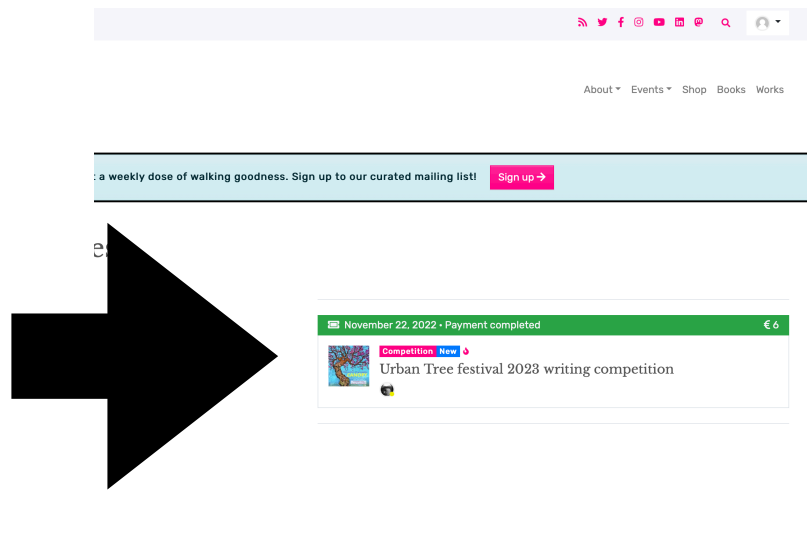 About Events Shop Books Works
a weekly dose of walking goodness. Sign up to our curated mailing list! Sign up
November 22, 2022 • Payment completed € 6
Competition New
Urban Tree festival 2023 writing competition